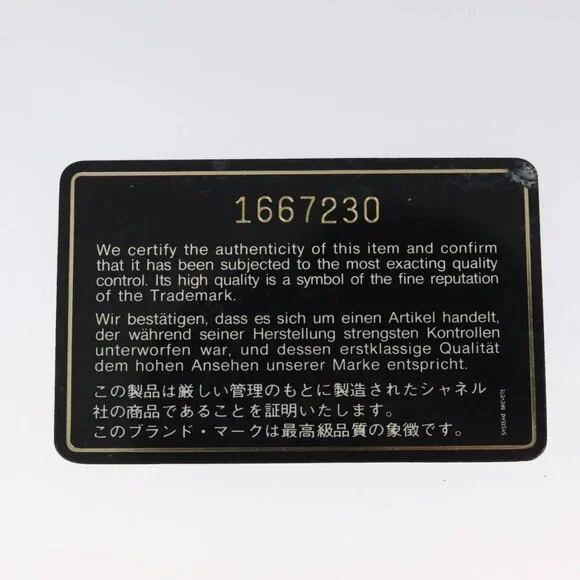 1667230
We certify the authenticity of this item and confirm
that it has been subjected to the most exacting quality
control. Its high quality is a symbol of the fine reputation
of the Trademark.
Wir bestätigen, dass es sich um einen Artikel handelt,
der während seiner Herstellung strengsten Kontrollen
unterworfen war, und dessen erstklassige Qualität
dem hohen Ansehen unserer Marke entspricht.
この製品は厳しい管理のもとに製造されたシャネル
社の商品であることを証明いたします。
このブランド・マークは最高級品質の象徴です。
SYSTEME BREVETE